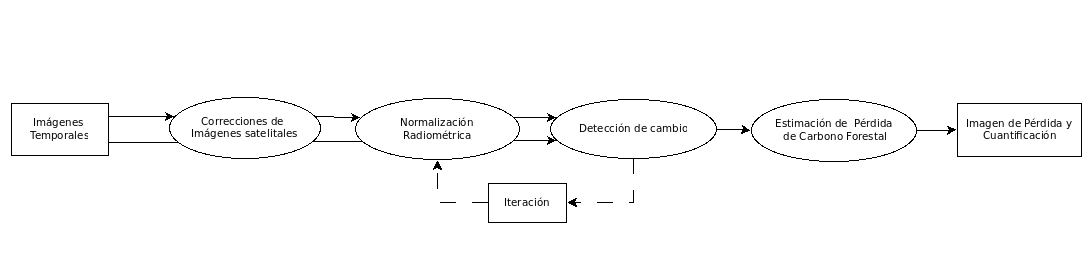 Imágenes
Temporales
Correcciones de
Imágenes satelitales
Normalización
Radiométrica
Detección de cambio
Estimación de Pérdida
de Carbono Forestal
Imagen de Pérdida y
Cuantificación
Iteración